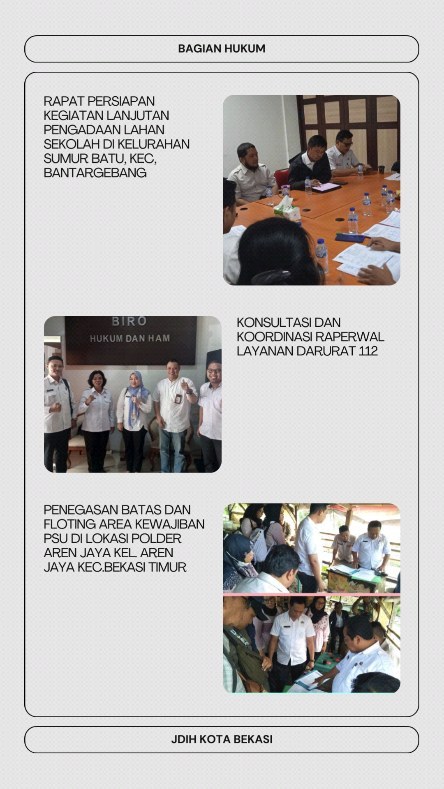 BAGIAN HUKUM
RAPAT PERSIAPAN
KEGIATAN LANJUTAN
PENGADAAN LAHAN
SEKOLAH DI KELURAHAN
SUMUR BATU, KEC,
BANTARGEBANG
BIRO
HUKUM DAN HAM
KONSULTASI DAN
KOORDINASI RAPERWAL
LAYANAN DARURAT 112
PENEGASAN BATAS DAN
FLOTING AREA KEWAJIBAN
PSU DI LOKASI POLDER
AREN JAYA KEL. AREN
JAYA KEC.BEKASI TIMUR
JDIH KOTA BEKASI